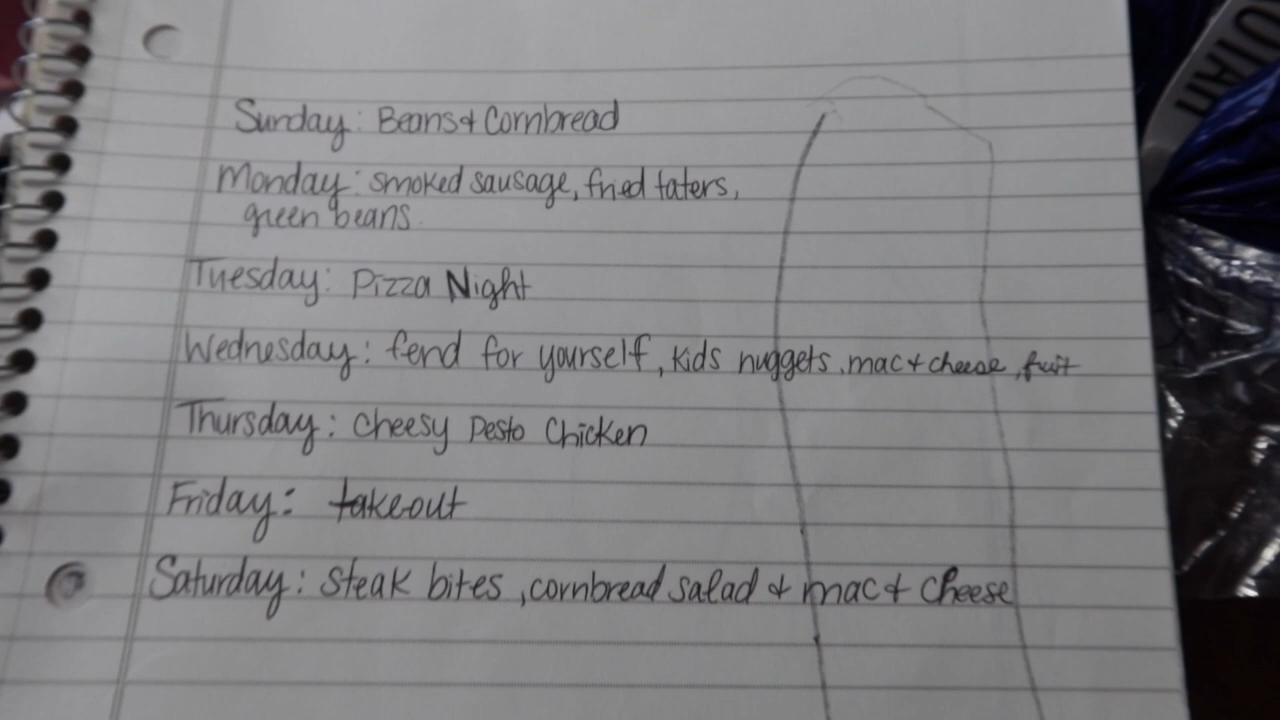 Sunday: Beans & Cornbread
Monday: smoked sausage, fried taters,
green beans.
Tuesday: Pizza Night
Wednesday: fend for yourself, kids nuggets, mac & cheese, fruit
Thursday: Cheesy Pesto Chicken
Friday: takeout
Saturday: Steak bites, cornbread salad & mac & Cheese